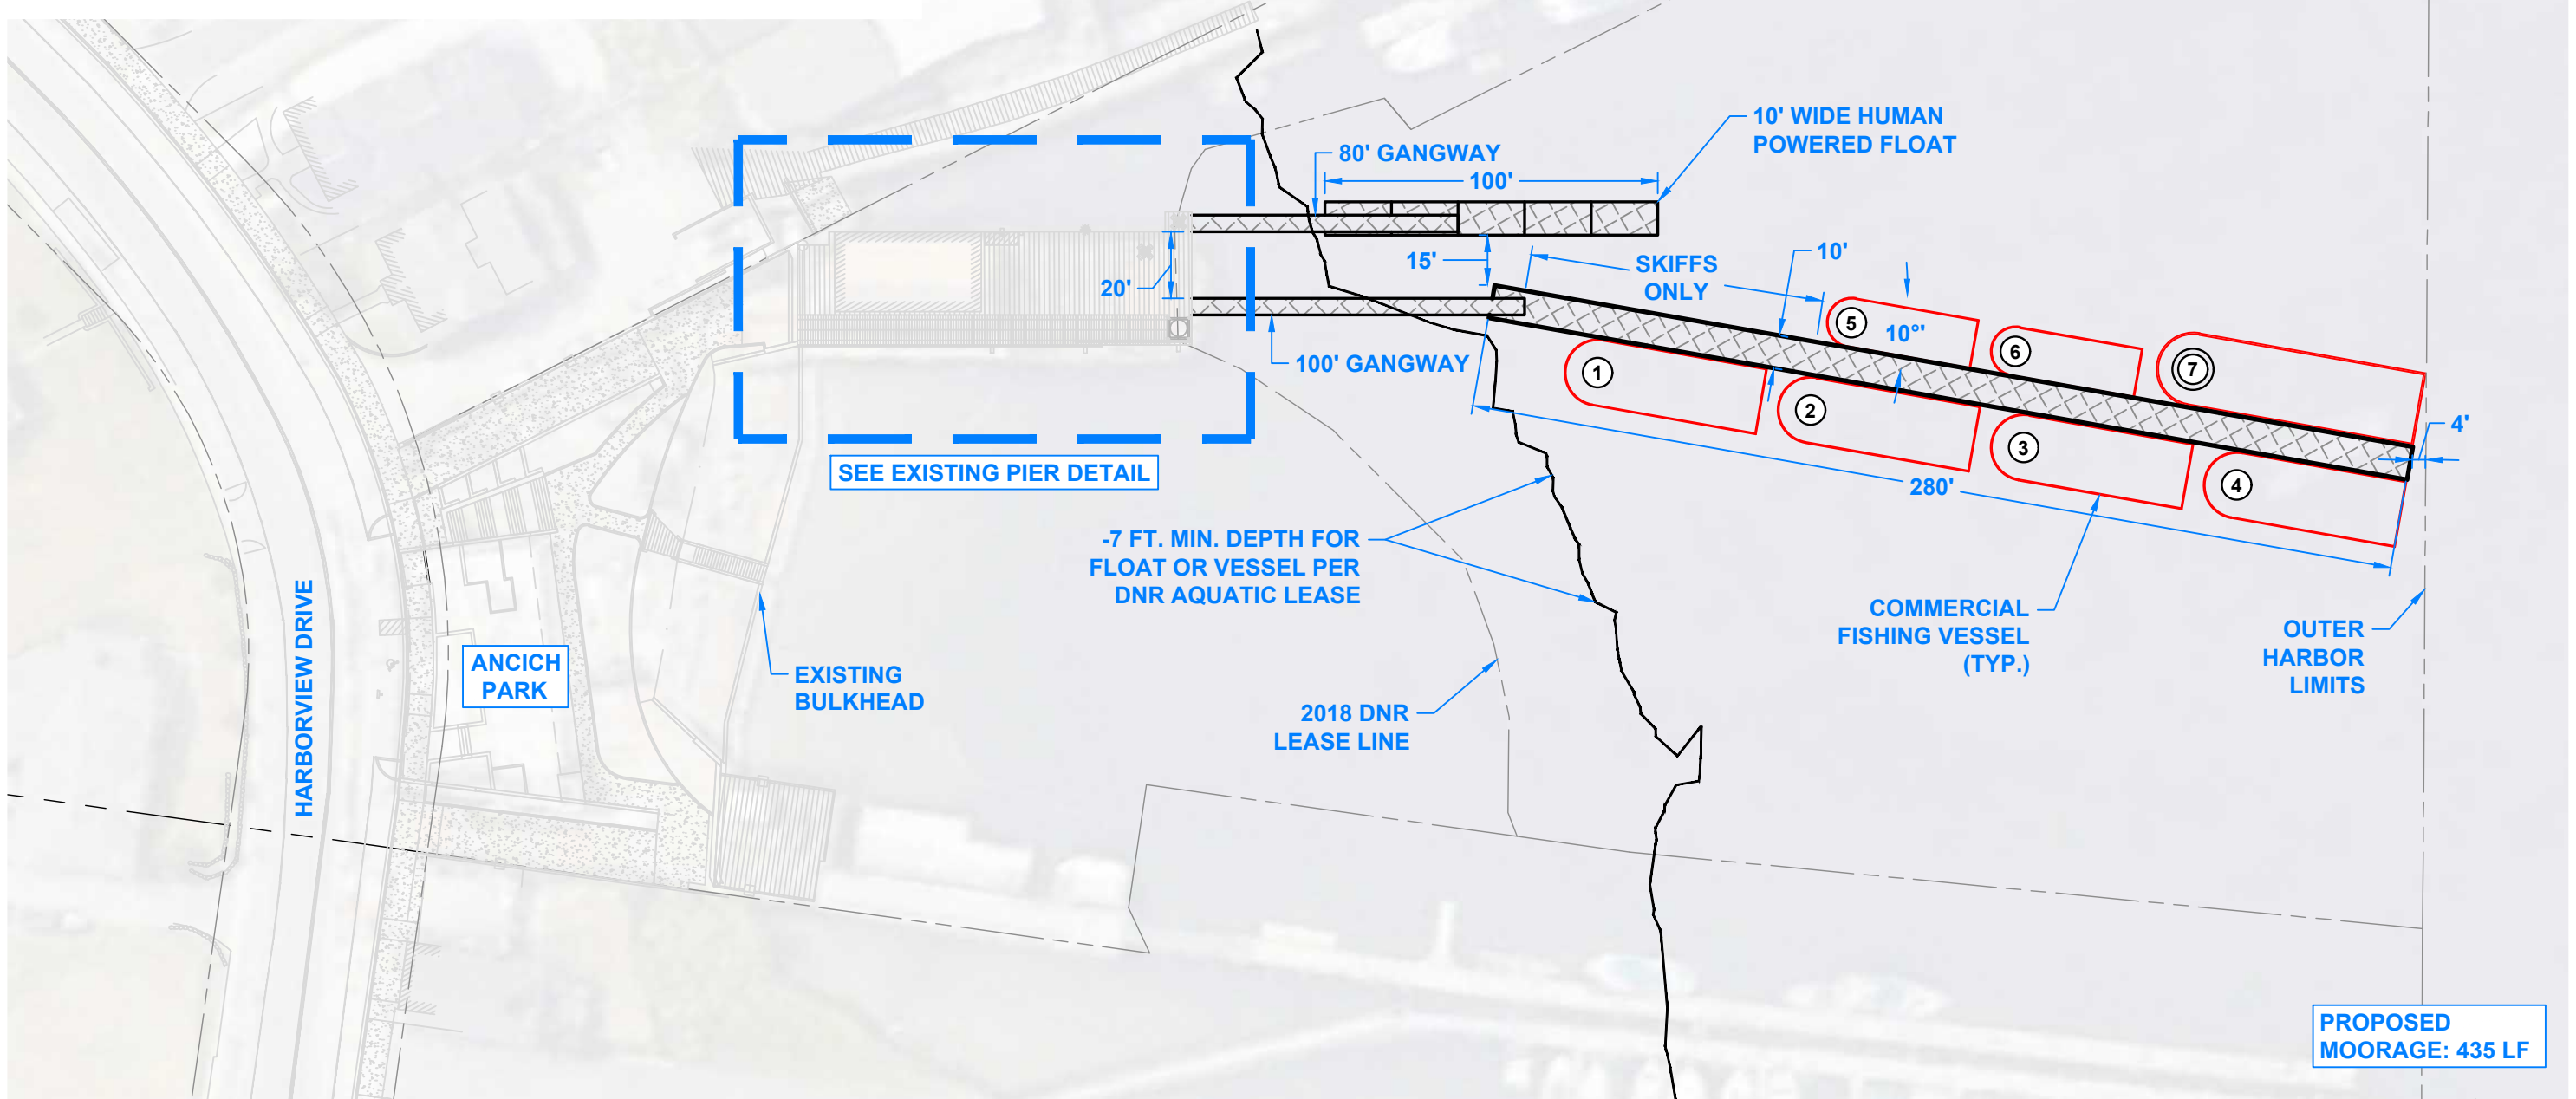 10' WIDE HUMAN
POWERED FLOAT
80' GANGWAY
100'
10'
15'
SKIFFS
ONLY
20'
5
10°'
6
100' GANGWAY
1
7
2
4'
3
SEE EXISTING PIER DETAIL
4
280'
-7 FT. MIN. DEPTH FOR
FLOAT OR VESSEL PER
DNR AQUATIC LEASE
COMMERCIAL
FISHING VESSEL
(TYP.)
OUTER
HARBOR
LIMITS
HARBORVIEW DRIVE
ANCICH
PARK
EXISTING
BULKHEAD
2018 DNR
LEASE LINE
PROPOSED
MOORAGE: 435 LF